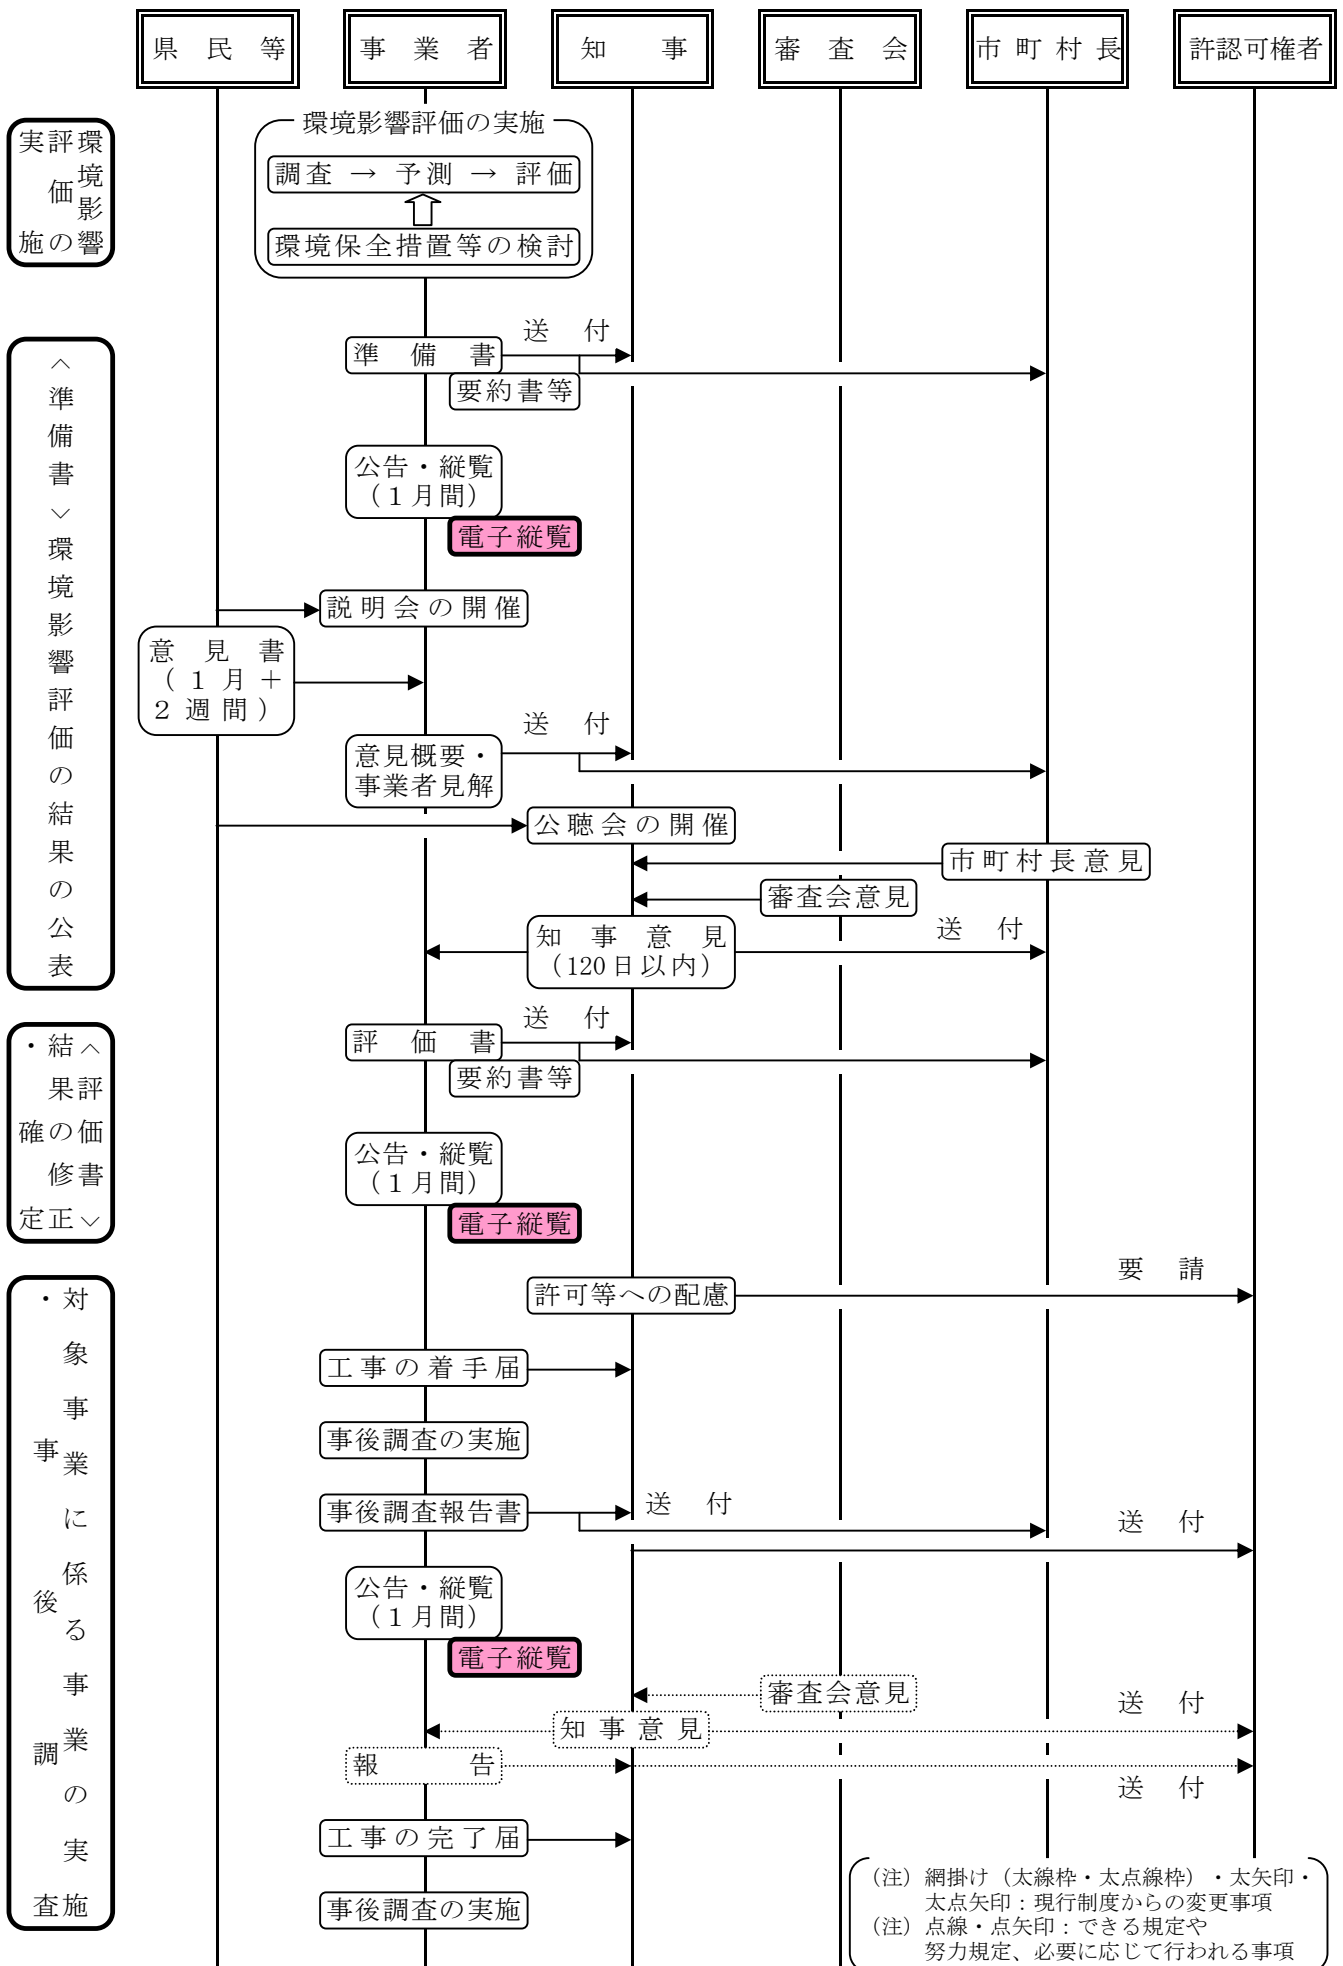 県民等
事業者
知事
審査会
市町村長
許認可権者
環境影響
評価の
実施
環境影響評価の実施
調査 → 予測 → 評価
環境保全措置等の検討
<準備書>環境影響評価の結果の公表
送付
準備書
要約書等
公告・縦覧
(1月間)
電子縦覧
説明会の開催
意見書
(1月+
2週間)
送付
意見概要・
事業者見解
公聴会の開催
市町村長意見
審査会意見
送付
知事意見
(120日以内)
<評価書>
結果の修正
・確定
送付
評価書
要約書等
公告・縦覧
(1月間)
電子縦覧
対象事業に係る事業の実施
・事後調査
要請
許可等への配慮
工事の着手届
事後調査の実施
送付
事後調査報告書
送付
公告・縦覧
(1月間)
電子縦覧
審査会意見
送付
知事意見
報告
送付
工事の完了届
事後調査の実施
(注)網掛け(太線枠・太点線枠)・太矢印・
太点矢印:現行制度からの変更事項
(注)点線・点矢印:できる規定や
努力規定、必要に応じて行われる事項